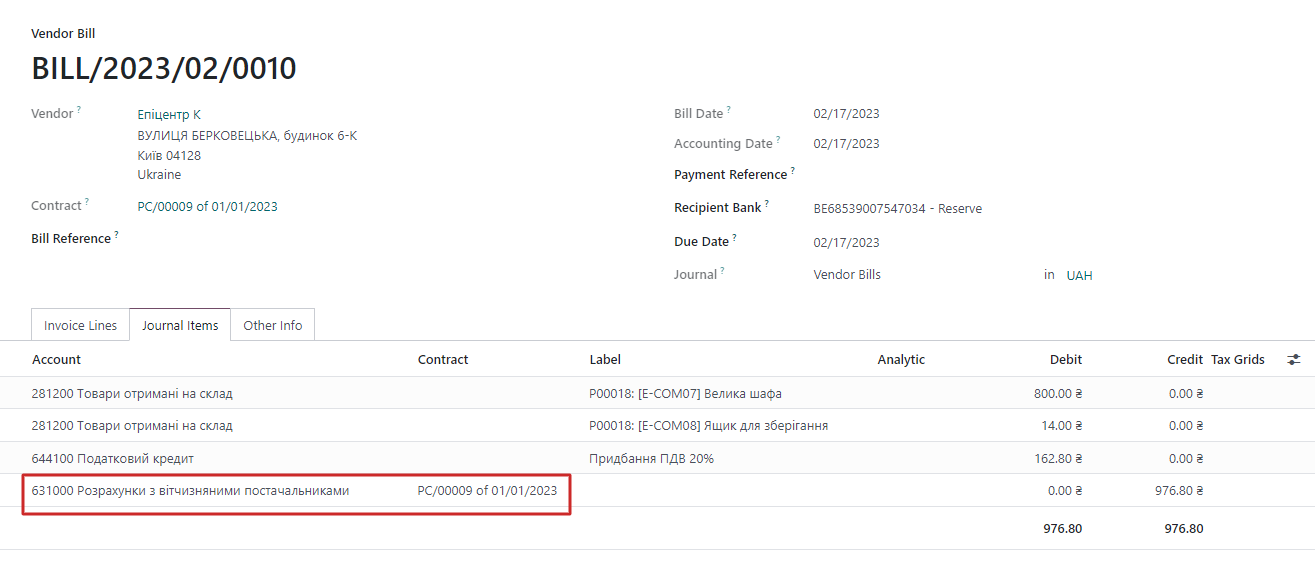 Vendor Bill
BILL/2023/02/0010
Vendor ?
Епіцентр К
ВУЛИЦЯ БЕРКОВЕЦЬКА, будинок 6-К
Київ 04128
Ukraine
Contract ?
PC/00009 of 01/01/2023
Bill Reference ?
Bill Date ?
02/17/2023
Accounting Date ?
02/17/2023
Payment Reference ?
Recipient Bank ?
BE68539007547034 - Reserve
Due Date ?
02/17/2023
Journal ?
Vendor Bills in UAH
Invoice Lines Journal Items Other Info
Account Contract Label Analytic Debit Credit Tax Grids
281200 Товари отримані на склад P00018: [E-COM07] Велика шафа 800.00 ₴ 0.00 ₴
281200 Товари отримані на склад P00018: [E-COM08] Ящик для зберігання 14.00 ₴ 0.00 ₴
644100 Податковий кредит Придбання ПДВ 20% 162.80 ₴ 0.00 ₴
631000 Розрахунки з вітчизняними постачальниками PC/00009 of 01/01/2023 0.00 ₴ 976.80 ₴
976.80 976.80